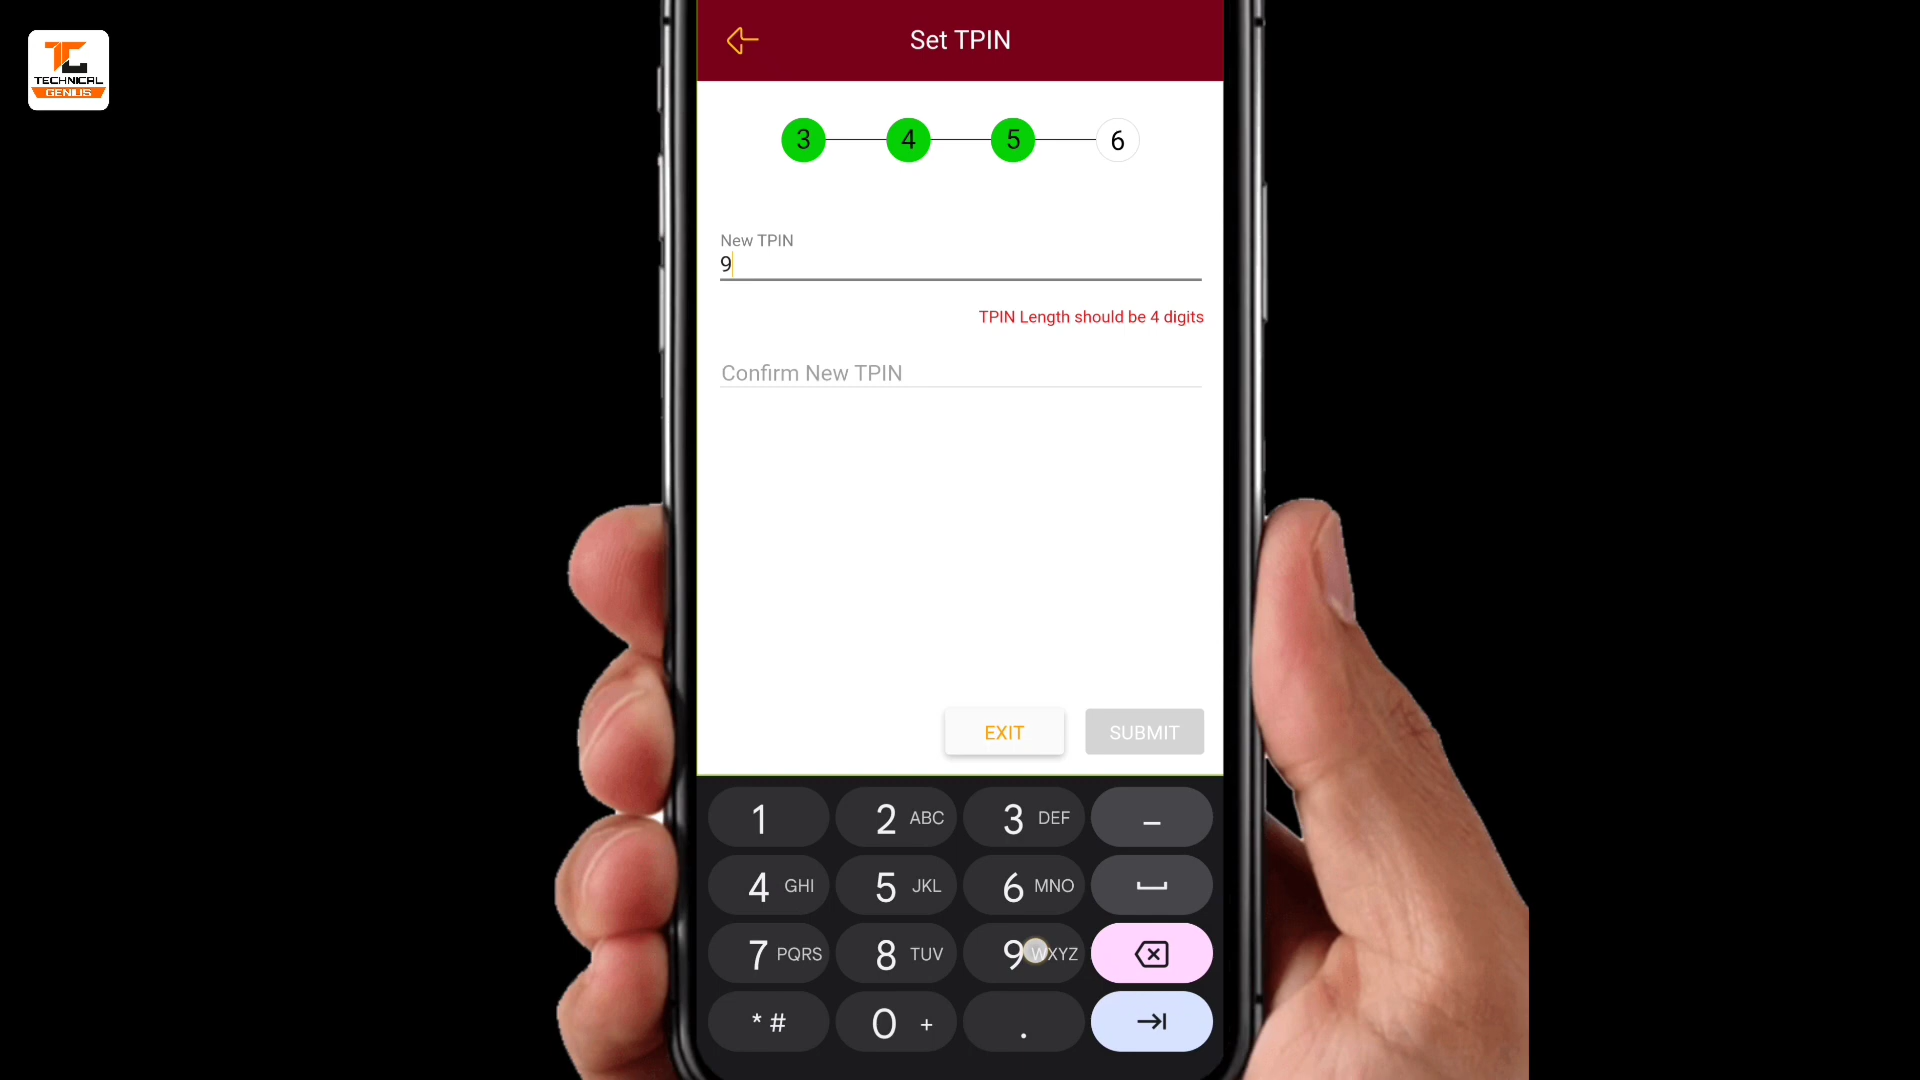 TECHNICAL
GENIUS
Set TPIN
3 4 5 6
New TPIN
9
TPIN Length should be 4 digits
Confirm New TPIN
EXIT SUBMIT
1 2 ABC 3 DEF –
4 GHI 5 JKL 6 MNO
7 PQRS 8 TUV 9 WXYZ
* # 0 + .